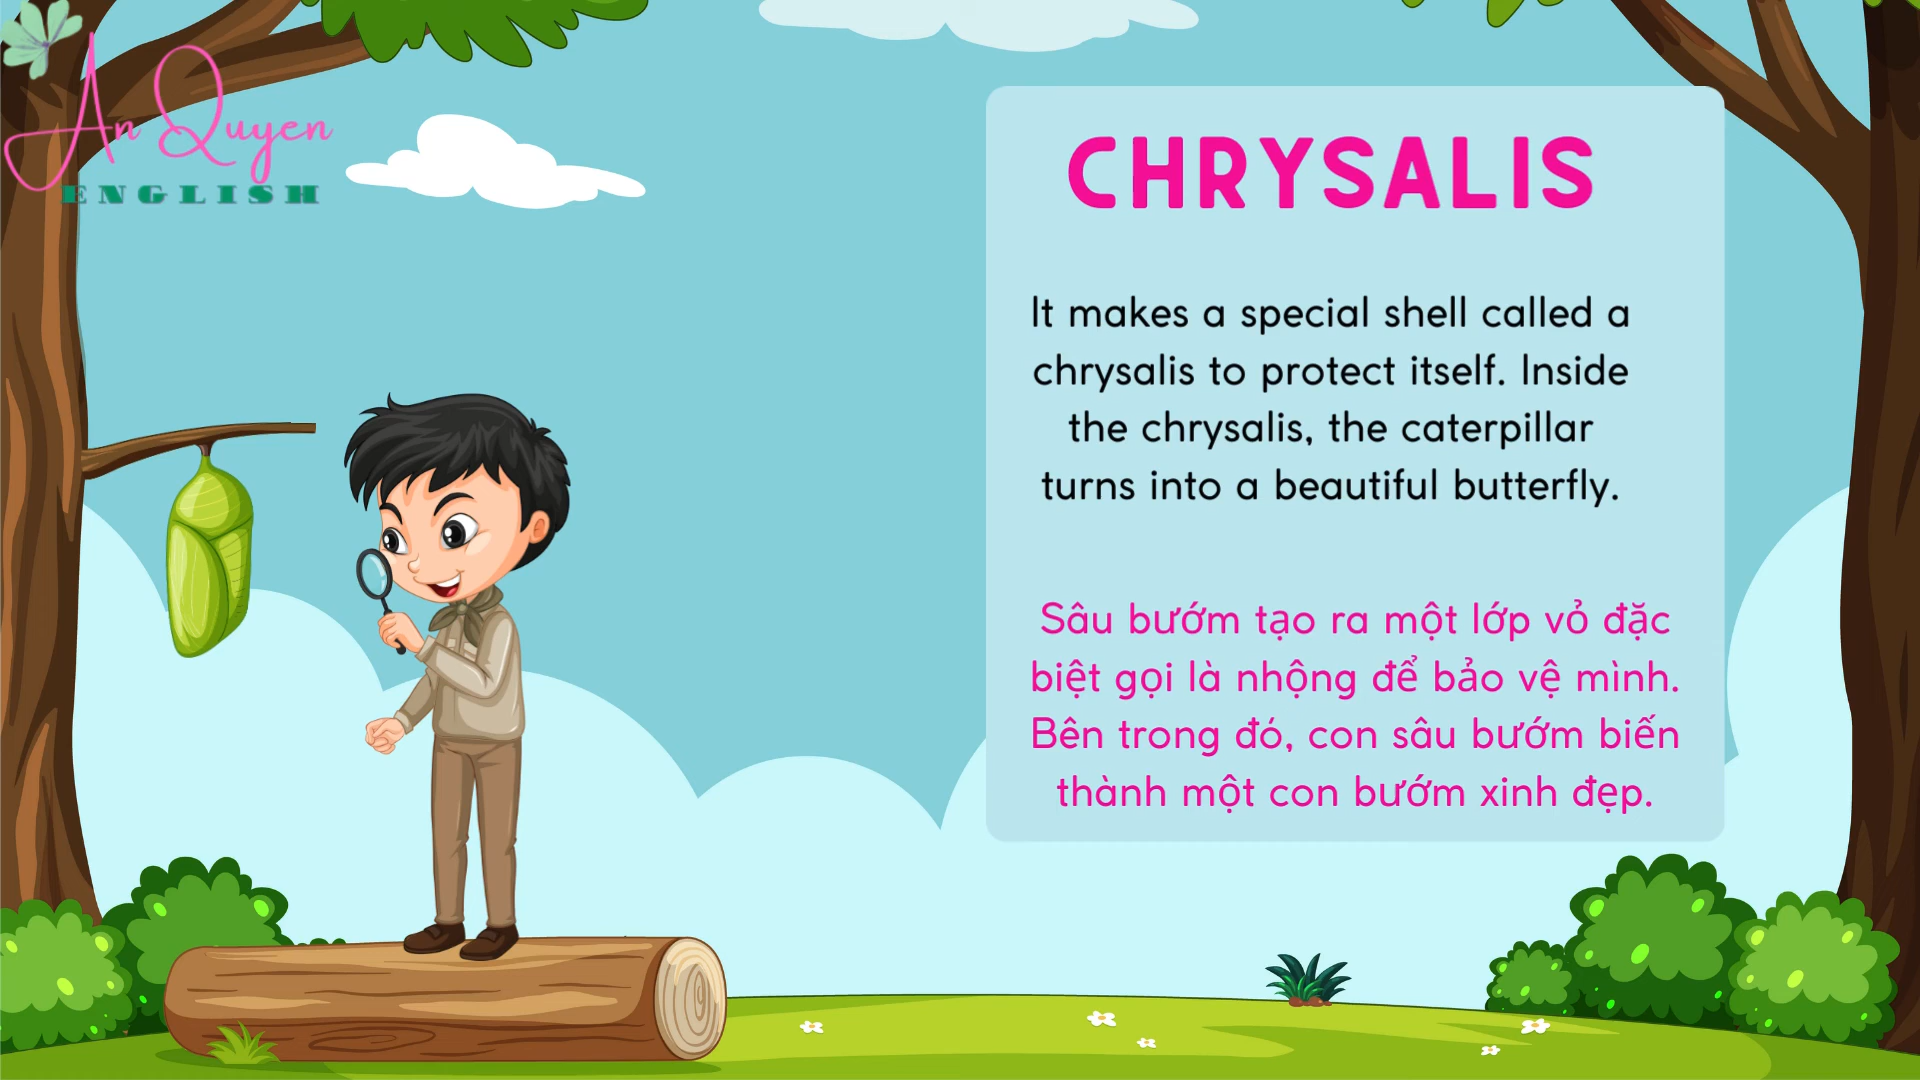 An Quyen
ENGLISH
CHRYSALIS
It makes a special shell called a
chrysalis to protect itself. Inside
the chrysalis, the caterpillar
turns into a beautiful butterfly.
Sâu bướm tạo ra một lớp vỏ đặc
biệt gọi là nhộng để bảo vệ mình.
Bên trong đó, con sâu bướm biến
thành một con bướm xinh đẹp.